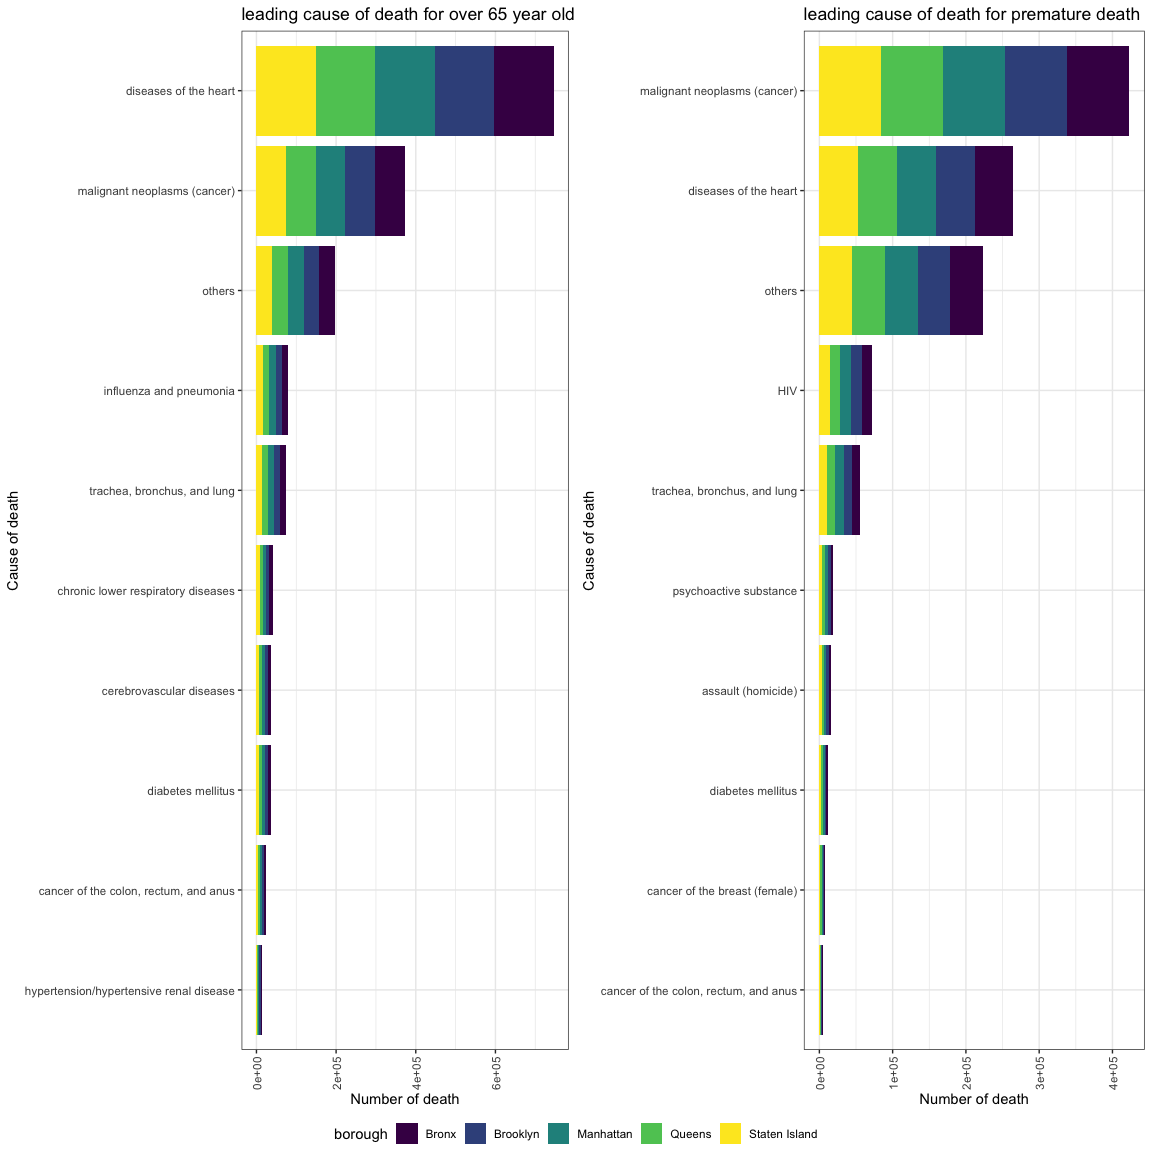 leading cause of death for over 65 year old
diseases of the heart
malignant neoplasms (cancer)
others
influenza and pneumonia
trachea, bronchus, and lung
chronic lower respiratory diseases
cerebrovascular diseases
diabetes mellitus
cancer of the colon, rectum, and anus
hypertension/hypertensive renal disease
Cause of death
0e+00
2e+05
4e+05
6e+05
Number of death
leading cause of death for premature death
malignant neoplasms (cancer)
diseases of the heart
others
HIV
trachea, bronchus, and lung
psychoactive substance
assault (homicide)
diabetes mellitus
cancer of the breast (female)
cancer of the colon, rectum, and anus
Cause of death
0e+00
1e+05
2e+05
3e+05
4e+05
Number of death
borough Bronx Brooklyn Manhattan Queens Staten Island